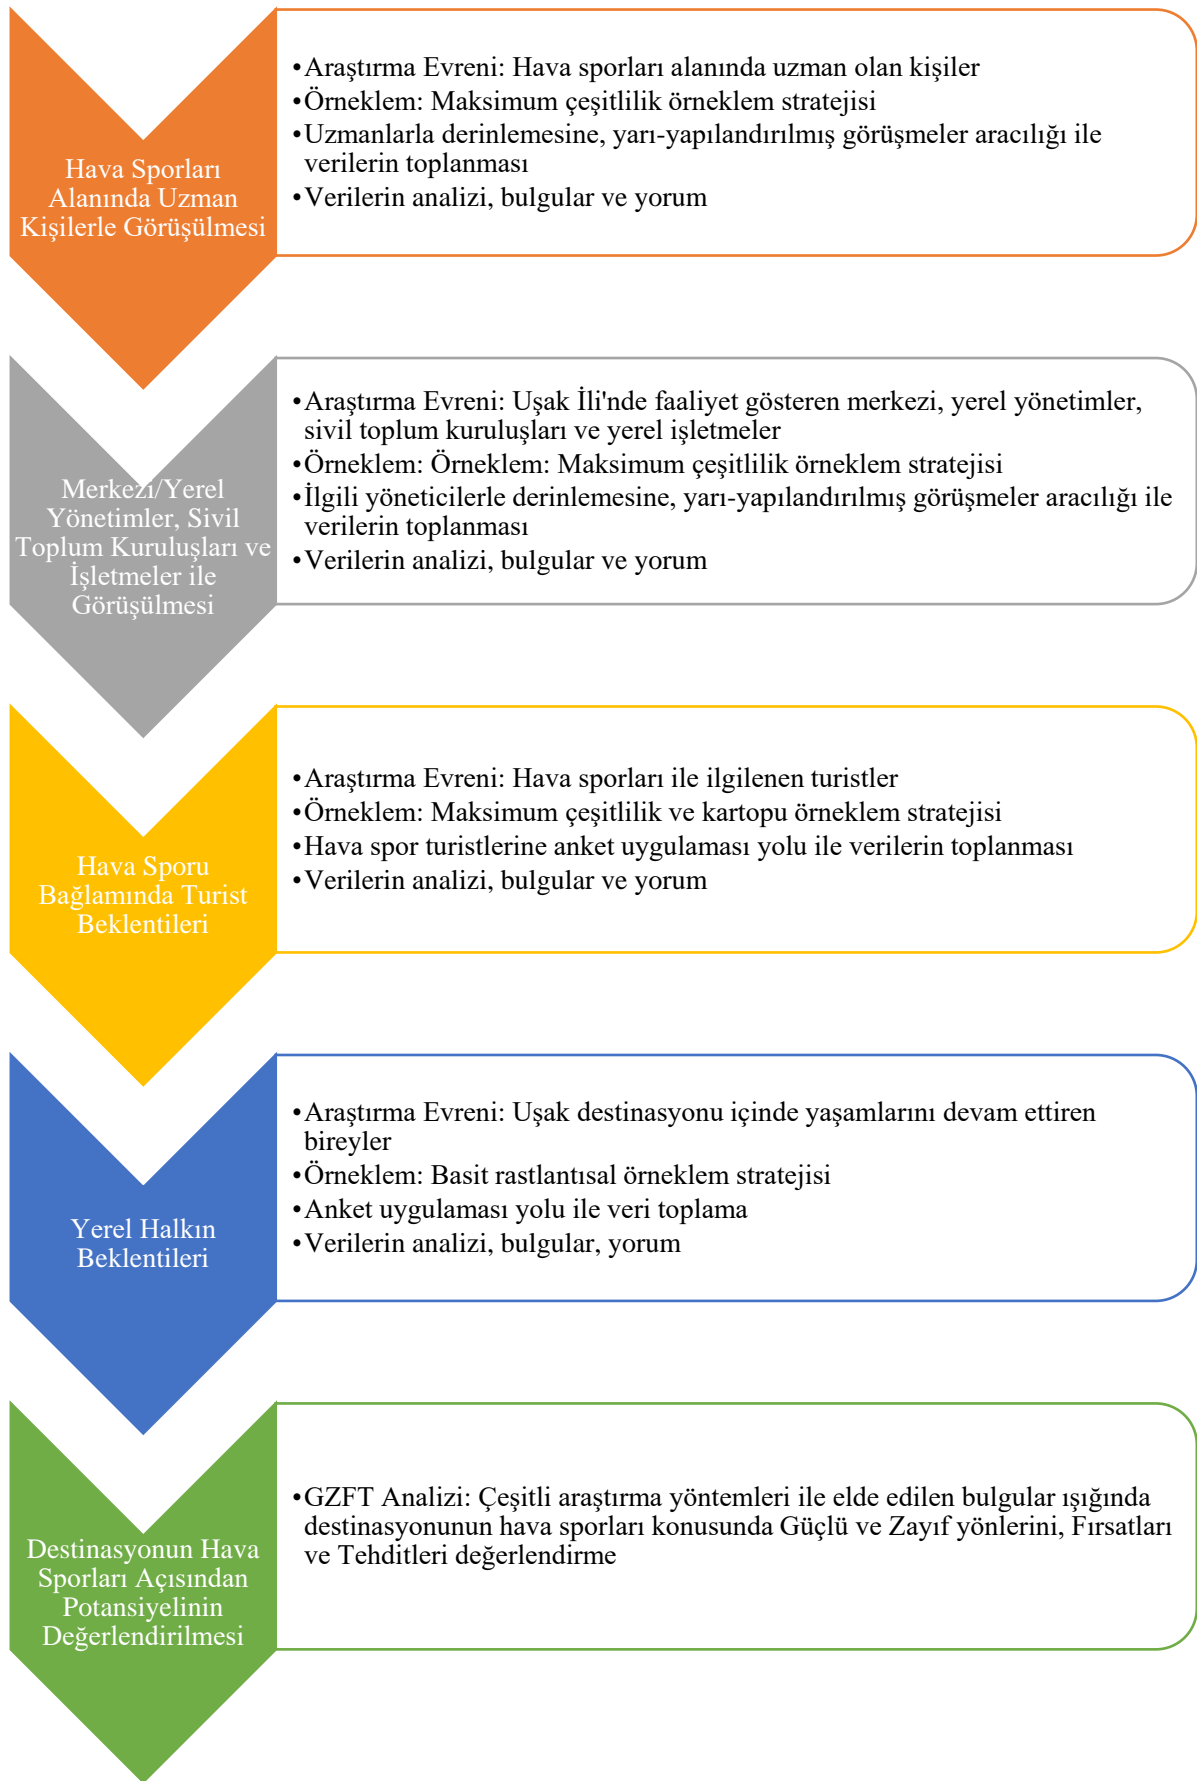 Hava Sporları
Alanında Uzman
Kişilerle Görüşülmesi
•Araştırma Evreni: Hava sporları alanında uzman olan kişiler
•Örneklem: Maksimum çeşitlilik örneklem stratejisi
•Uzmanlarla derinlemesine, yarı-yapılandırılmış görüşmeler aracılığı ile
verilerin toplanması
•Verilerin analizi, bulgular ve yorum
Merkezi/Yerel
Yönetimler, Sivil
Toplum Kuruluşları ve
İşletmeler ile
Görüşülmesi
•Araştırma Evreni: Uşak İli'nde faaliyet gösteren merkezi, yerel yönetimler,
sivil toplum kuruluşları ve yerel işletmeler
•Örneklem: Örneklem: Maksimum çeşitlilik örneklem stratejisi
•İlgili yöneticilerle derinlemesine, yarı-yapılandırılmış görüşmeler aracılığı ile
verilerin toplanması
•Verilerin analizi, bulgular ve yorum
Hava Sporu
Bağlamında Turist
Beklentileri
•Araştırma Evreni: Hava sporları ile ilgilenen turistler
•Örneklem: Maksimum çeşitlilik ve kartopu örneklem stratejisi
•Hava spor turistlerine anket uygulaması yolu ile verilerin toplanması
•Verilerin analizi, bulgular ve yorum
Yerel Halkın
Beklentileri
•Araştırma Evreni: Uşak destinasyonu içinde yaşamlarını devam ettiren
bireyler
•Örneklem: Basit rastlantısal örneklem stratejisi
•Anket uygulaması yolu ile veri toplama
•Verilerin analizi, bulgular, yorum
Destinasyonun Hava
Sporları Açısından
Potansiyelinin
Değerlendirilmesi
•GZFT Analizi: Çeşitli araştırma yöntemleri ile elde edilen bulgular ışığında
destinasyonunun hava sporları konusunda Güçlü ve Zayıf yönlerini, Fırsatları
ve Tehditleri değerlendirme